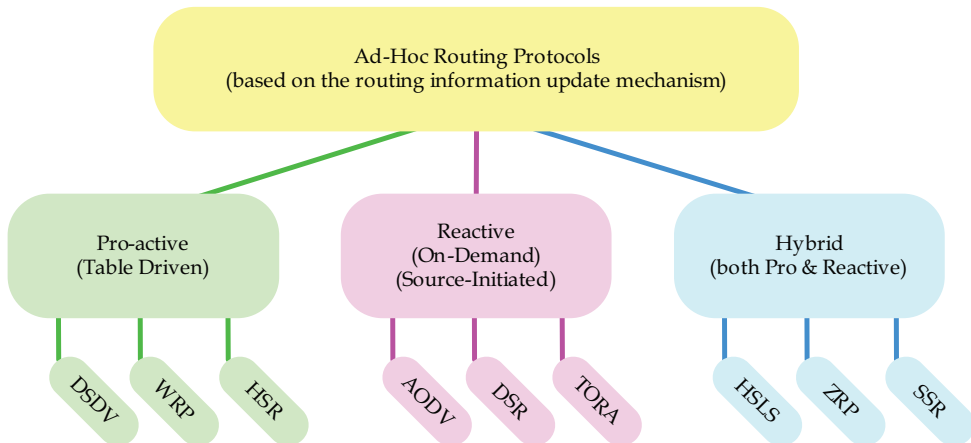 Ad-Hoc Routing Protocols
(based on the routing information update mechanism)
Pro-active
(Table Driven)
Reactive
(On-Demand)
(Source-Initiated)
Hybrid
(both Pro & Reactive)
DSDV
WRP
HSR
AODV
DSR
TORA
HSLS
ZRP
SSR